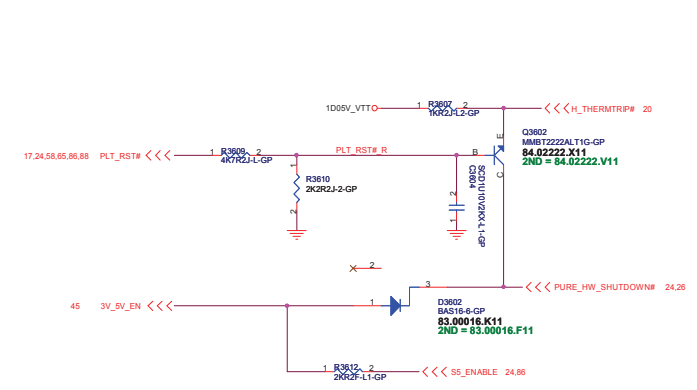 R3607
1D05V_VTT
1
2
1KR2J-L2-GP
H_THERMTRIP# 20
E
Q3602
MMBT2222ALT1G-GP
84.02222.X11
2ND = 84.02222.V11
17,24,58,65,86,88 PLT_RST#
1
R3609
2
4K7R2J-L-GP
PLT_RST#_R
B
C
1
R3610
2K2R2J-2-GP
2
2
C3604
SCD1U10V2KX-L1-GP
1
2
3
PURE_HW_SHUTDOWN# 24,26
45 3V_5V_EN
1
D3602
BAS16-6-GP
83.00016.K11
2ND = 83.00016.F11
1
R3612
2
2KR2F-L1-GP
S5_ENABLE 24,86